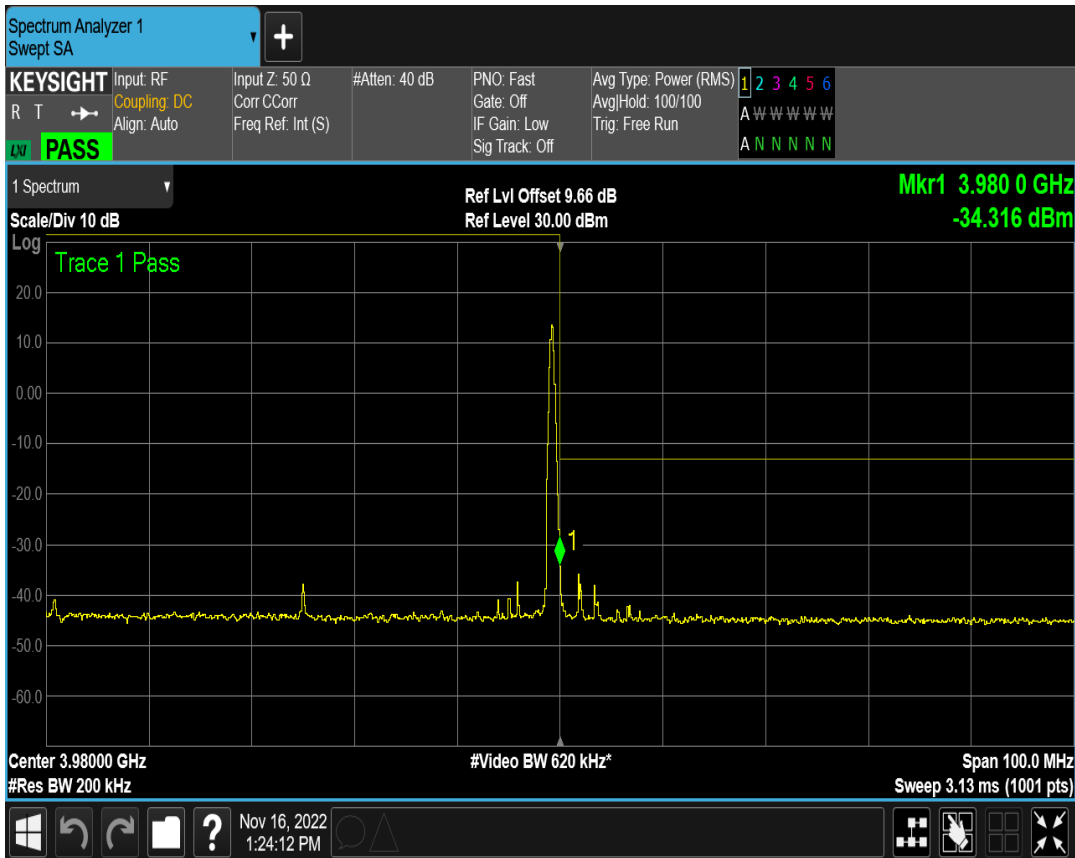 Spectrum Analyzer 1
Swept SA
+
KEYSIGHT
R T
LXI PASS
Input: RF
Coupling: DC
Align: Auto
Input Z: 50 Ω
Corr CCorr
Freq Ref: Int (S)
#Atten: 40 dB
PNO: Fast
Gate: Off
IF Gain: Low
Sig Track: Off
Avg Type: Power (RMS)
Avg|Hold: 100/100
Trig: Free Run
1 2 3 4 5 6
A W W W W W
A N N N N N
1 Spectrum
Scale/Div 10 dB
Ref Lvl Offset 9.66 dB
Ref Level 30.00 dBm
Mkr1 3.980 0 GHz
-34.316 dBm
Log
Trace 1 Pass
20.0
10.0
0.00
-10.0
-20.0
-30.0
1
-40.0
-50.0
-60.0
Center 3.98000 GHz
#Video BW 620 kHz*
Span 100.0 MHz
#Res BW 200 kHz
Sweep 3.13 ms (1001 pts)
?
Nov 16, 2022
1:24:12 PM